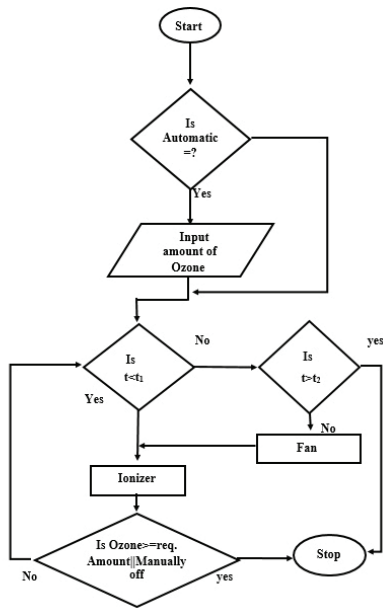 Start
Is
Automatic
=?
Yes
Input
amount of
Ozone
Is
t<t₁
No
Is
t>t₂
yes
Yes
No
Fan
Ionizer
Is Ozone>=req.
Amount||Manually
off
No
yes
Stop